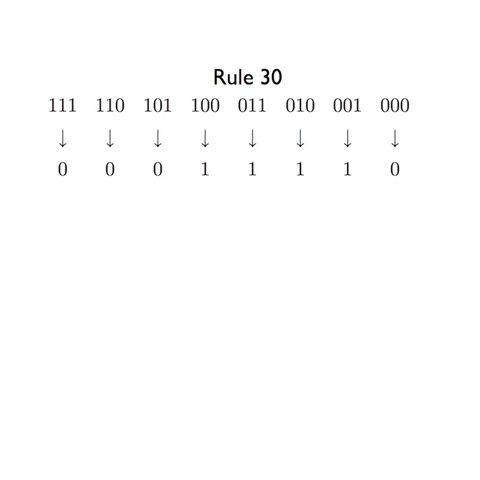 Rule 30
111 110 101 100 011 010 001 000
↓ ↓ ↓ ↓ ↓ ↓ ↓ ↓
0 0 0 1 1 1 1 0